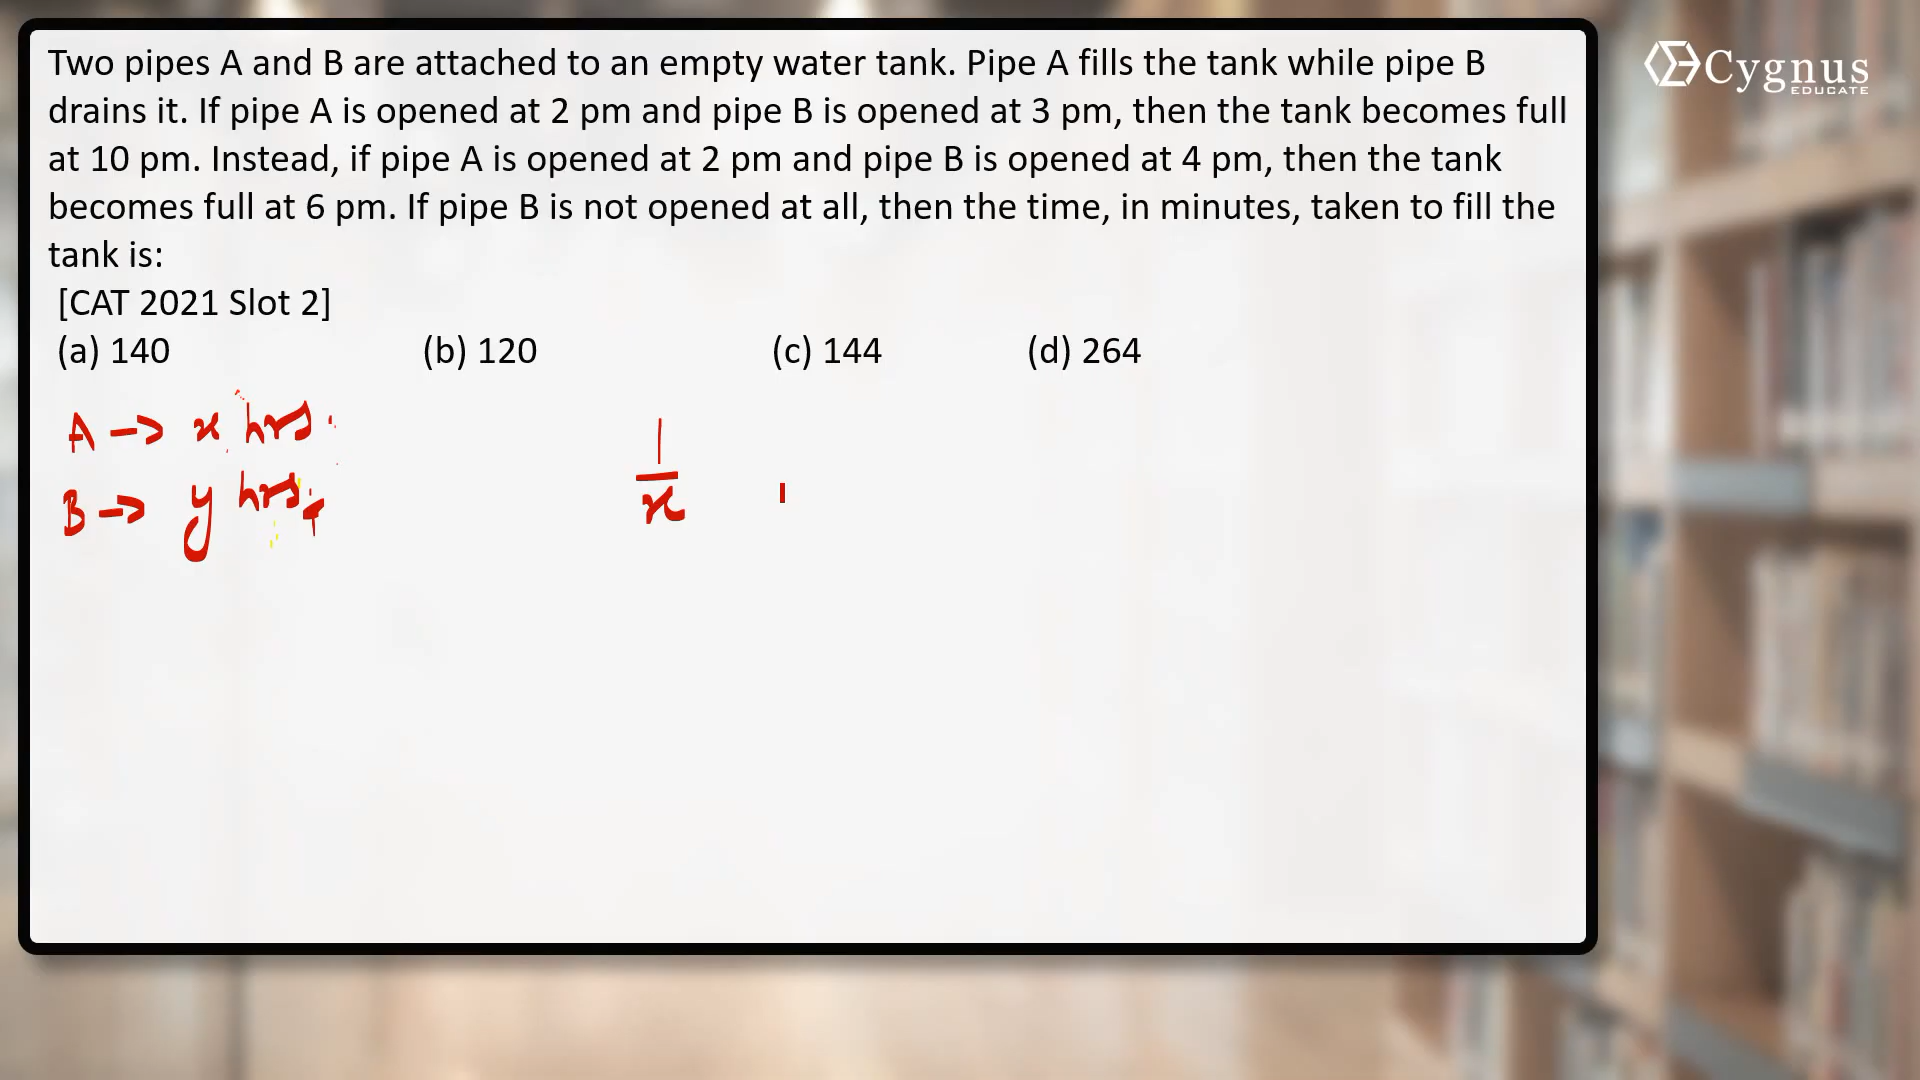 Two pipes A and B are attached to an empty water tank. Pipe A fills the tank while pipe B
drains it. If pipe A is opened at 2 pm and pipe B is opened at 3 pm, then the tank becomes full
at 10 pm. Instead, if pipe A is opened at 2 pm and pipe B is opened at 4 pm, then the tank
becomes full at 6 pm. If pipe B is not opened at all, then the time, in minutes, taken to fill the
tank is:
[CAT 2021 Slot 2]
(a) 140 (b) 120 (c) 144 (d) 264
A → x hrs.
B → y hrs.
1
x
Cygnus
EDUCATE